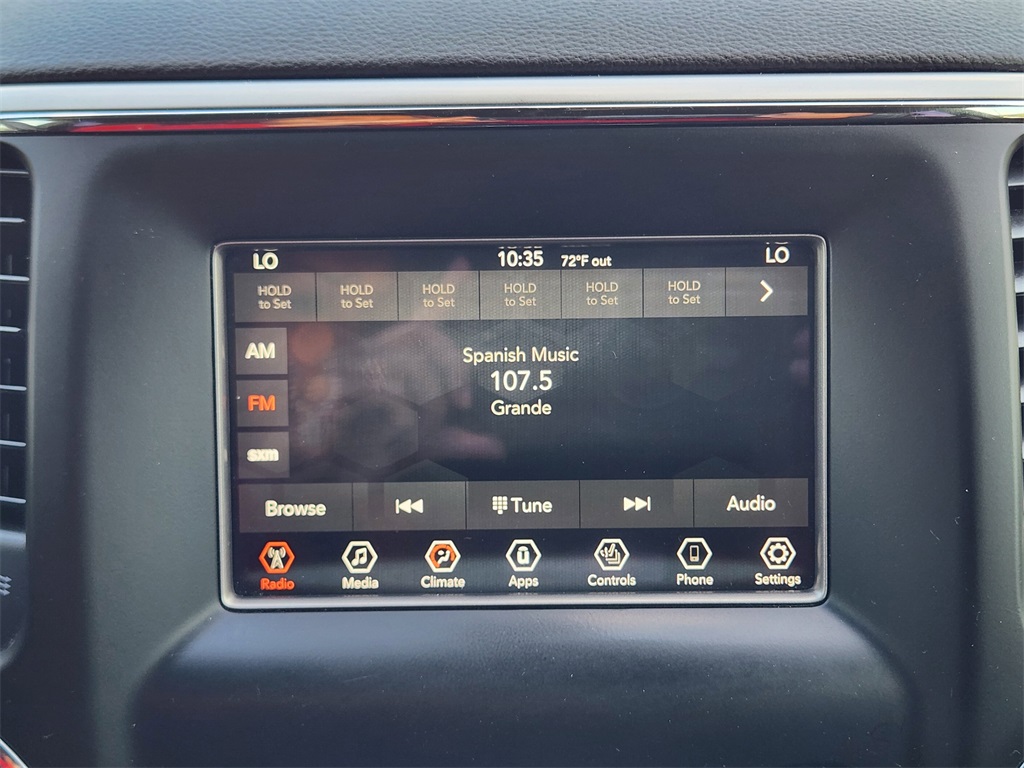 LO 10:35 72°F out LO
HOLD HOLD HOLD HOLD HOLD HOLD
to Set to Set to Set to Set to Set to Set
AM
Spanish Music
107.5
FM
Grande
sxm
Browse Tune Audio
Radio Media Climate Apps Controls Phone Settings